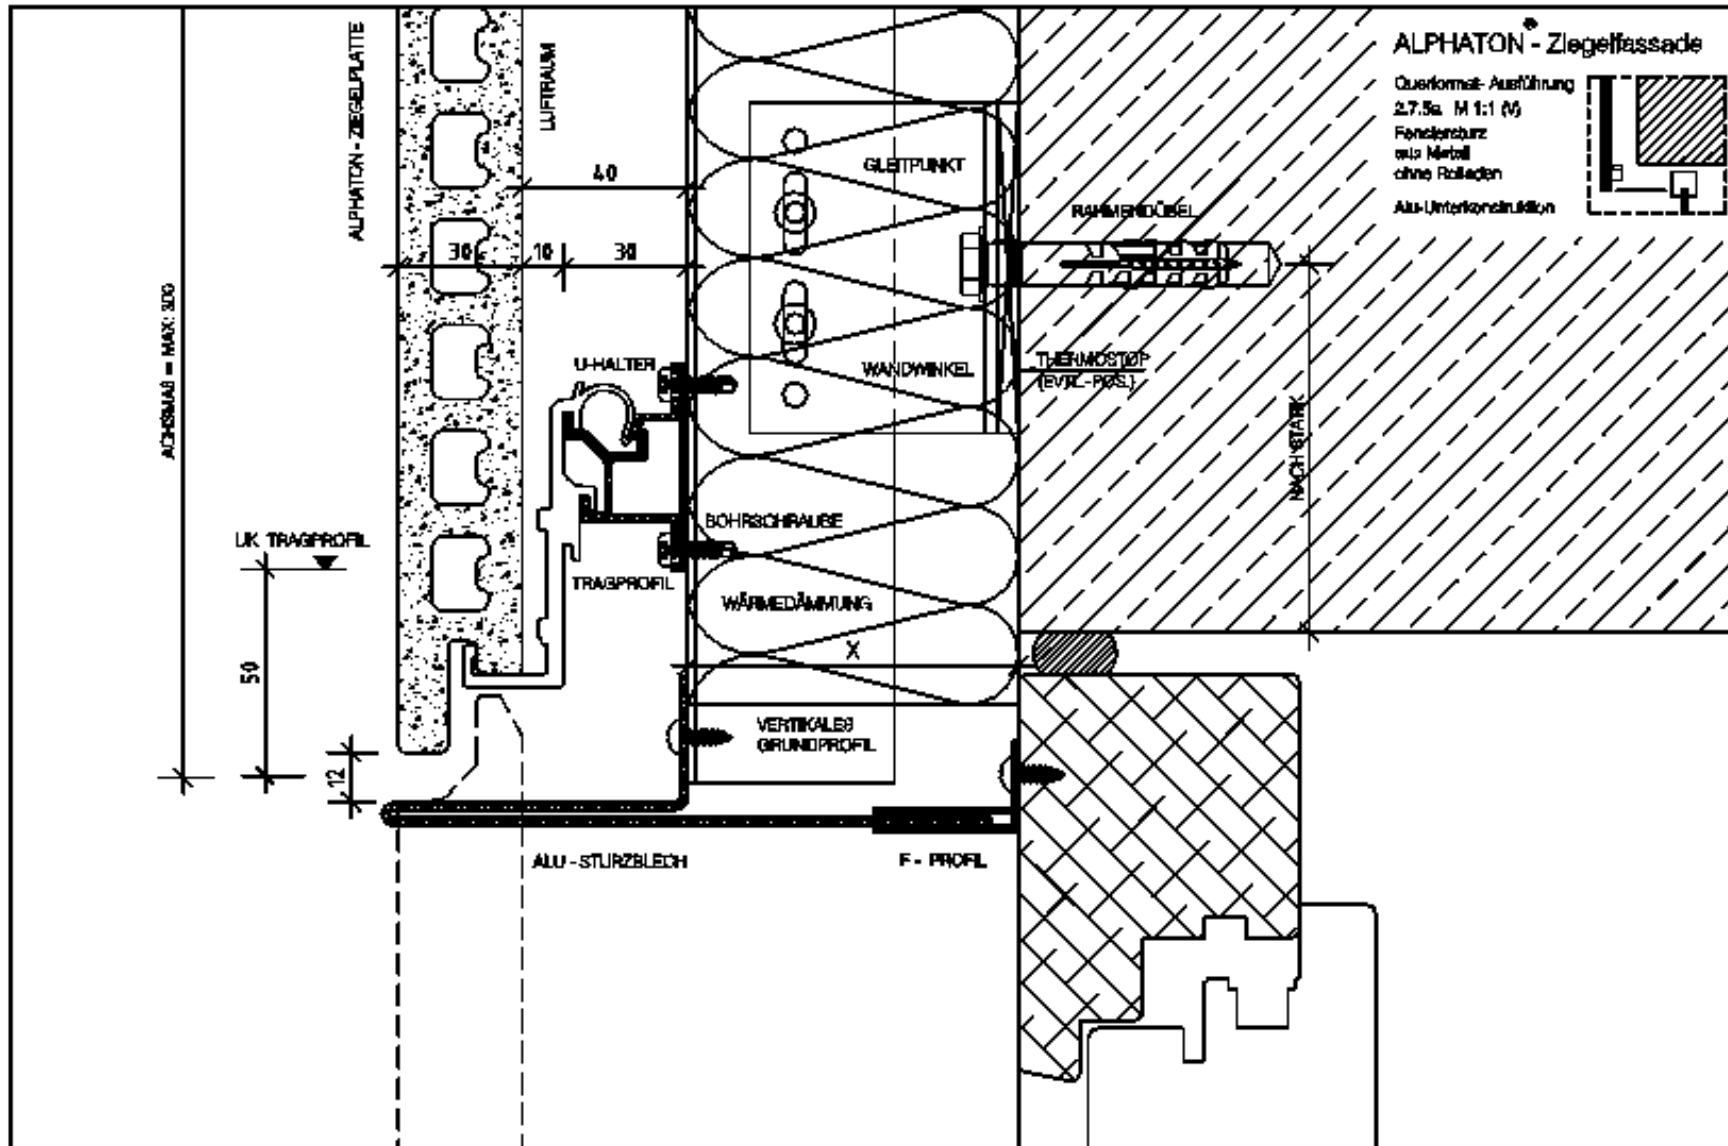 ALPHATON® - Ziegelfassade
Querformat- Ausführung
2.7.5a M 1:1 (V)
Fenstersturz
aus Metall
ohne Rolladen
Alu-Unterkonstruktion
ALPHATON - ZIEGELPLATTE
LUFTRAUM
40
GLEITPUNKT
RAHMENDÜBEL
30
10
30
ACHSMAß = MAX. 300
U-HALTER
WANDWINKEL
THERMOSTOP
(EVTL.-POS.)
NACH STATIK
BOHRSCHRAUBE
UK TRAGPROFIL
TRAGPROFIL
WÄRMEDÄMMUNG
X
50
VERTIKALES
GRUNDPROFIL
12
ALU - STURZBLECH
F - PROFIL